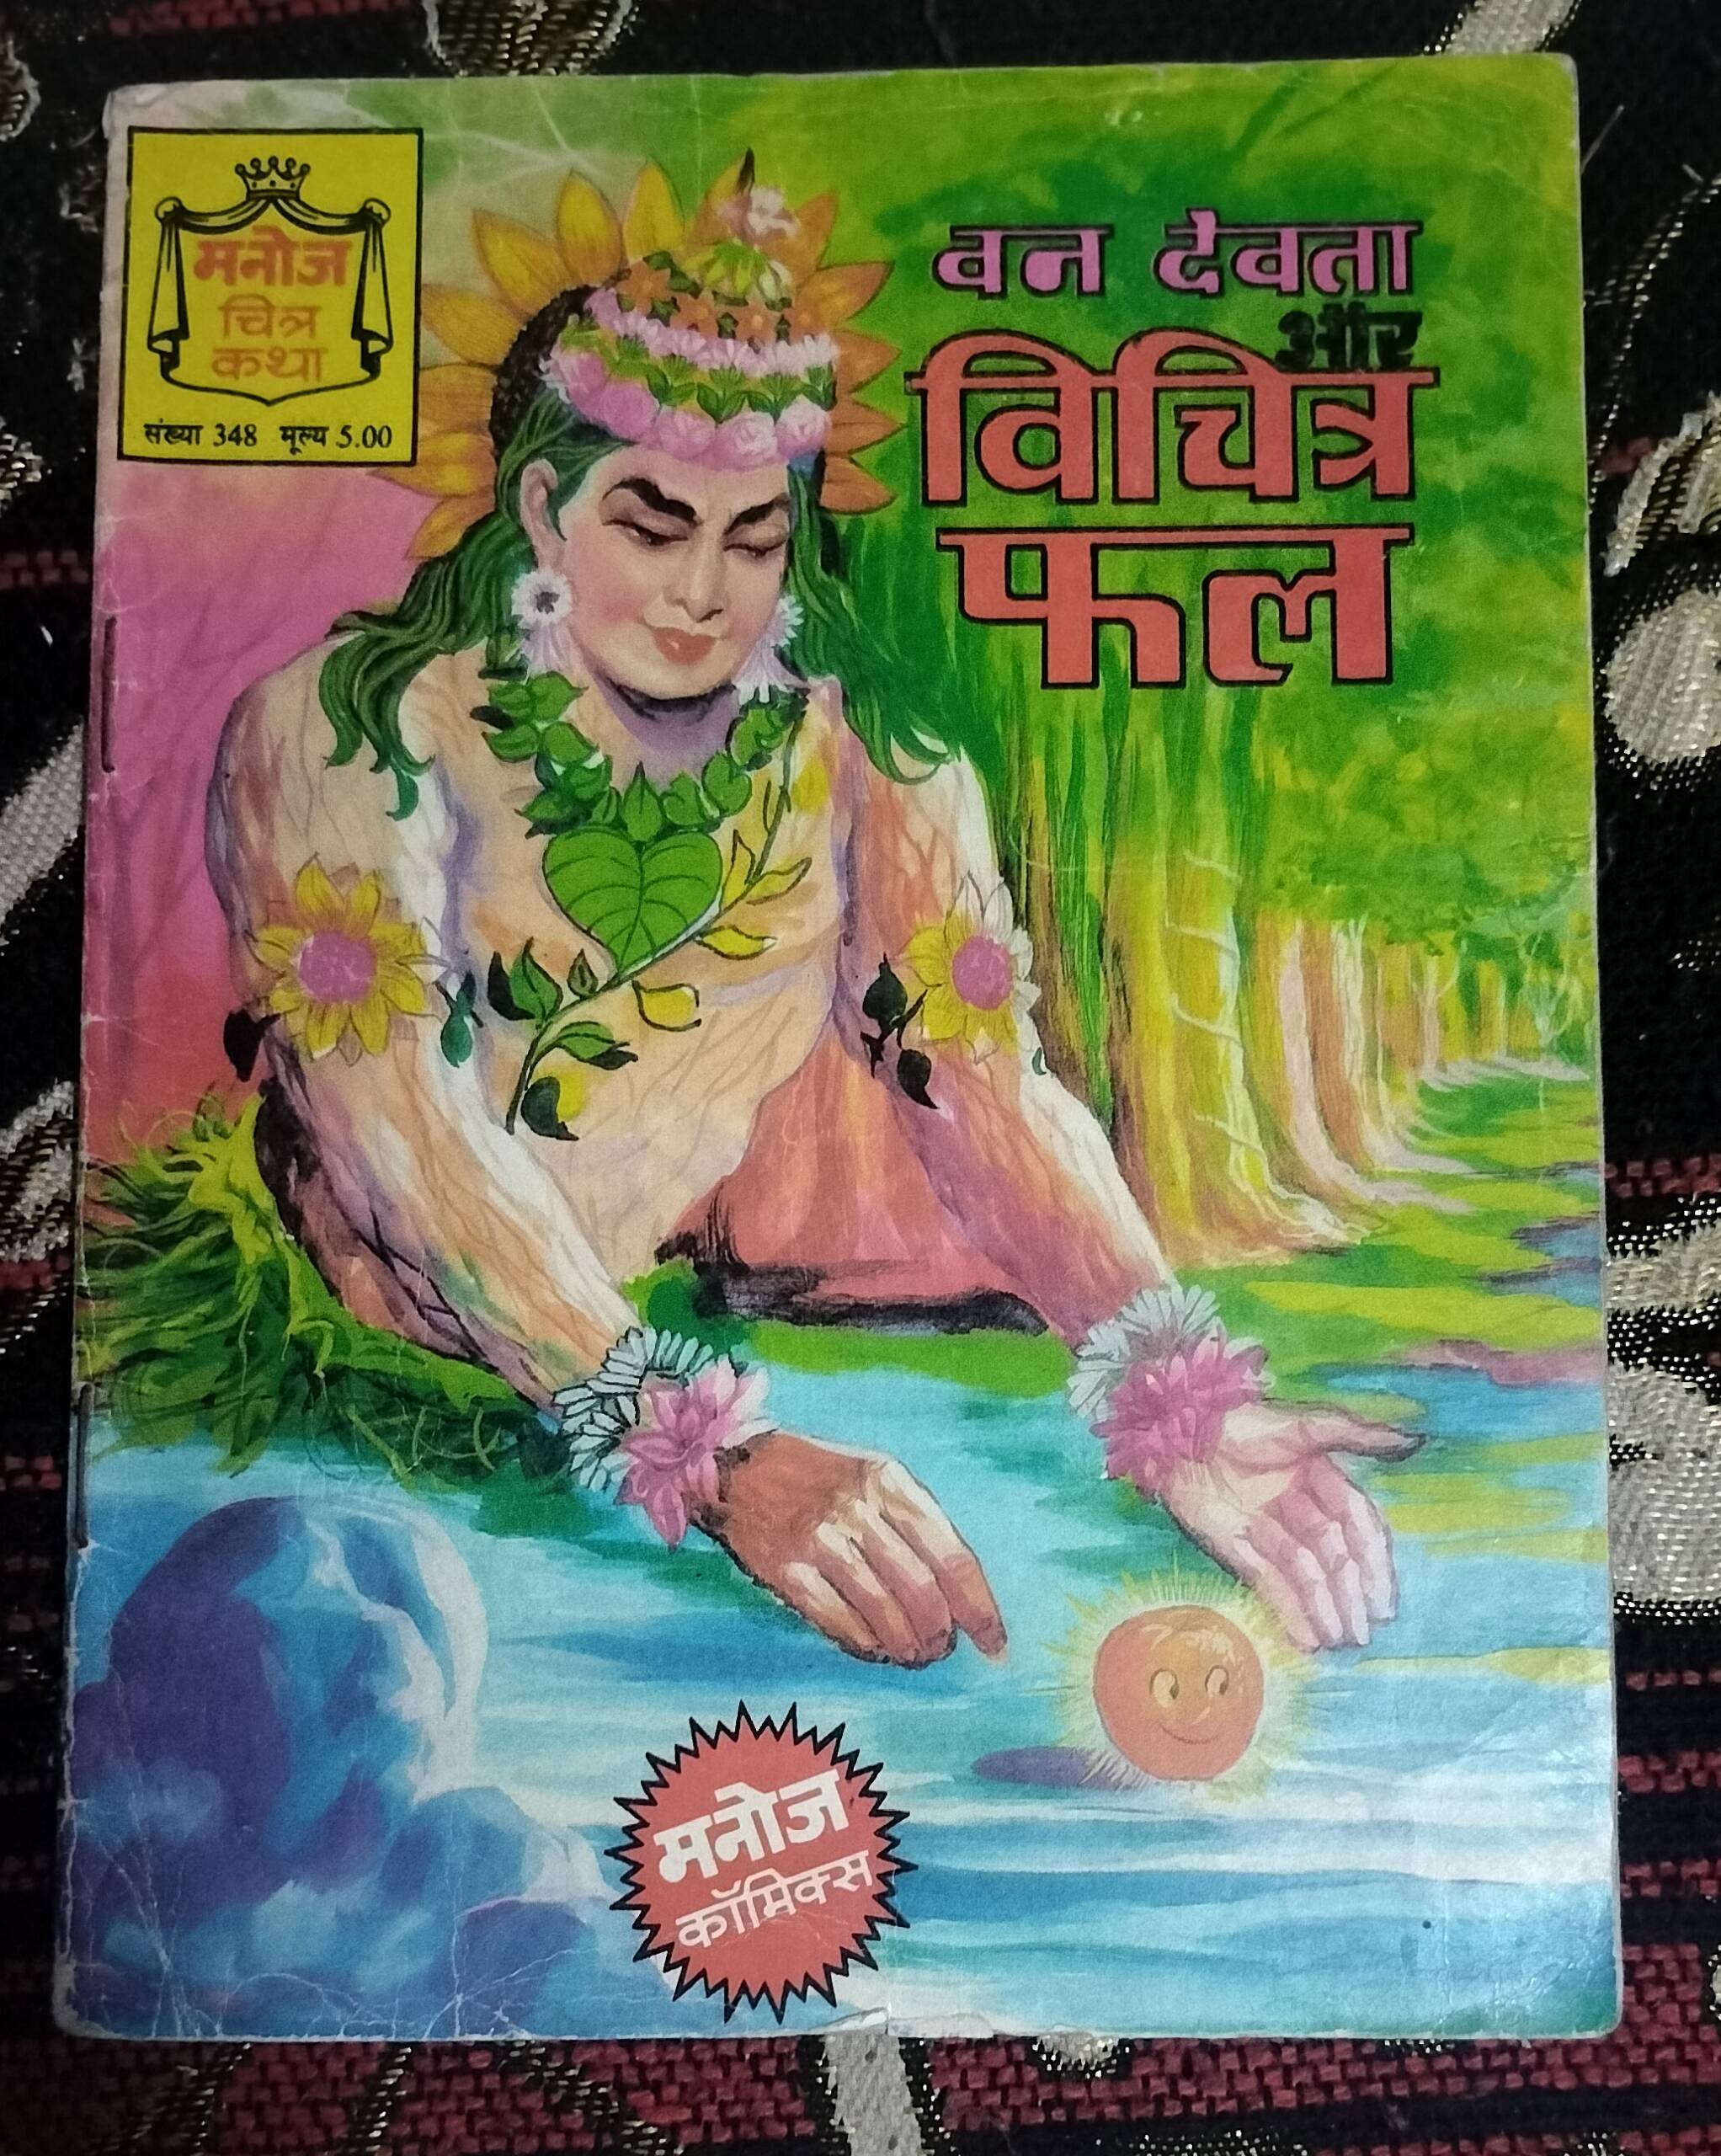 मनोज
चित्र
कथा
संख्या 348 मूल्य 5.00
वन देवता
और
विचित्र
फल
मनोज
कॉमिक्स